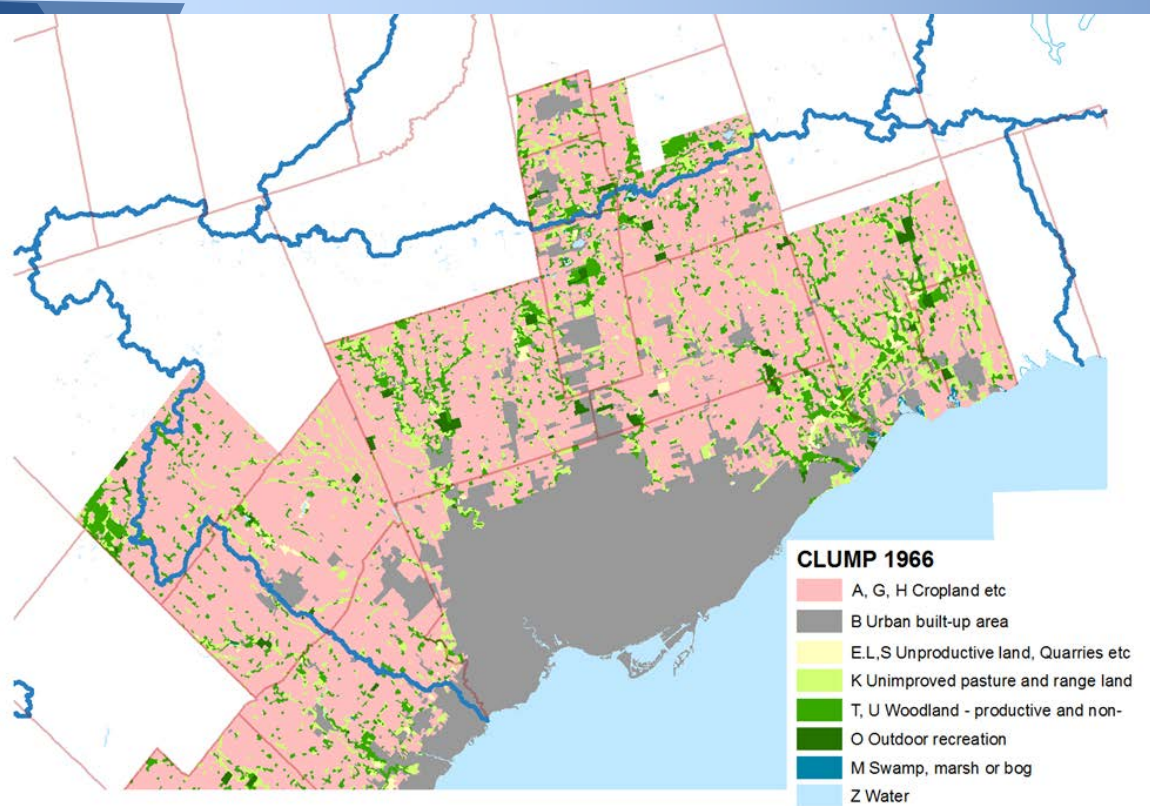 CLUMP 1966
A, G, H Cropland etc
B Urban built-up area
E.L,S Unproductive land, Quarries etc
K Unimproved pasture and range land
T, U Woodland - productive and non-
O Outdoor recreation
M Swamp, marsh or bog
Z Water